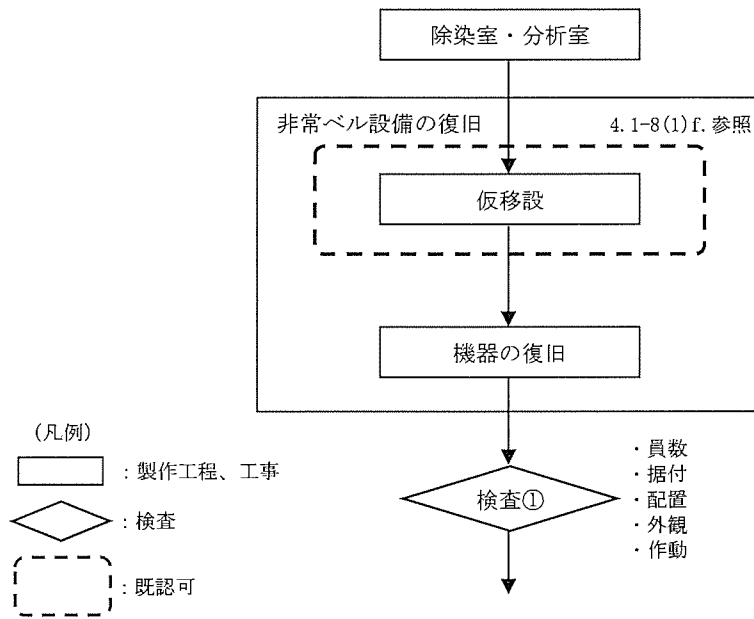 除染室・分析室
非常ベル設備の復旧 4.1-8(1)f.参照
仮移設
機器の復旧
検査①
・員数
・据付
・配置
・外観
・作動
(凡例)
：製作工程、工事
：検査
：既認可